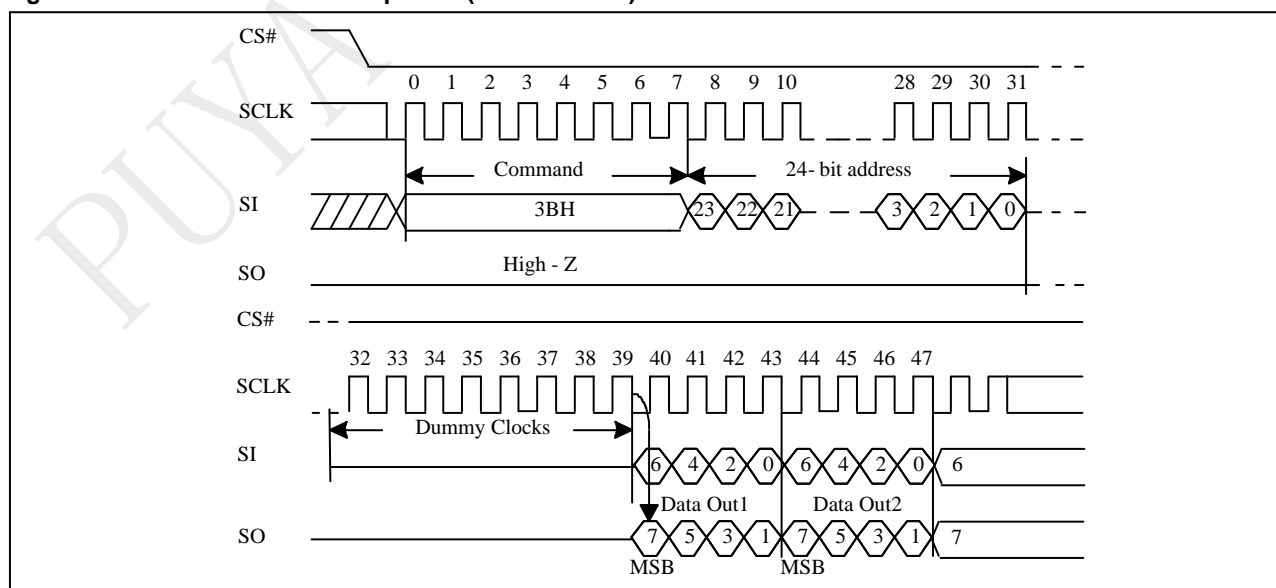 CS#
0 1 2 3 4 5 6 7 8 9 10 28 29 30 31
SCLK
Command 24- bit address
SI 3BH 23 22 21 3 2 1 0
SO High - Z
CS#
32 33 34 35 36 37 38 39 40 41 42 43 44 45 46 47
SCLK
Dummy Clocks
SI 6 4 2 0 6 4 2 0 6
Data Out1 Data Out2
SO 7 5 3 1 7 5 3 1 7
MSB MSB
PUYA